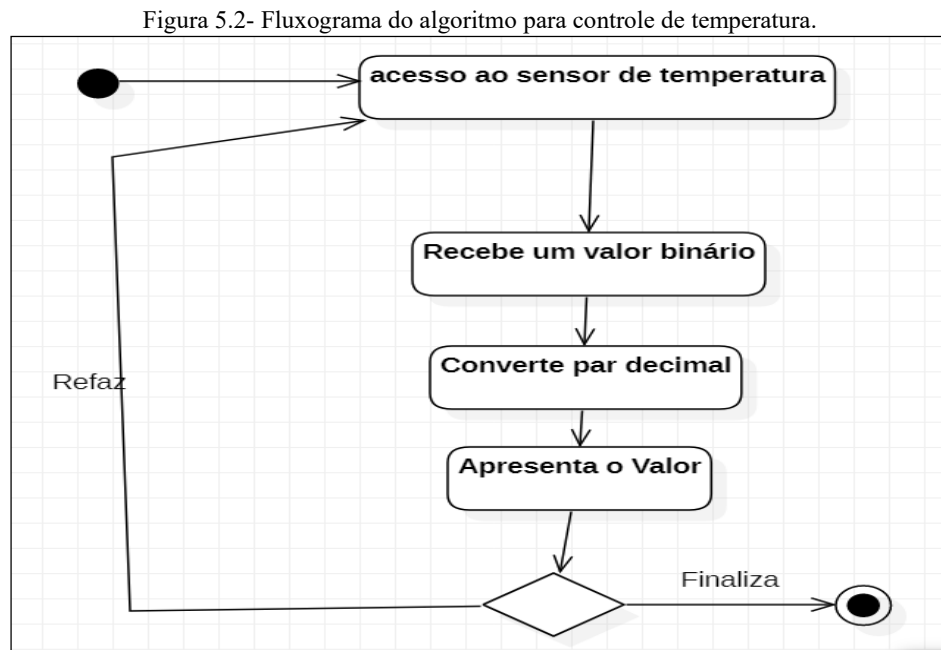 Figura 5.2- Fluxograma do algoritmo para controle de temperatura.
acesso ao sensor de temperatura
Recebe um valor binário
Converte par decimal
Refaz
Apresenta o Valor
Finaliza